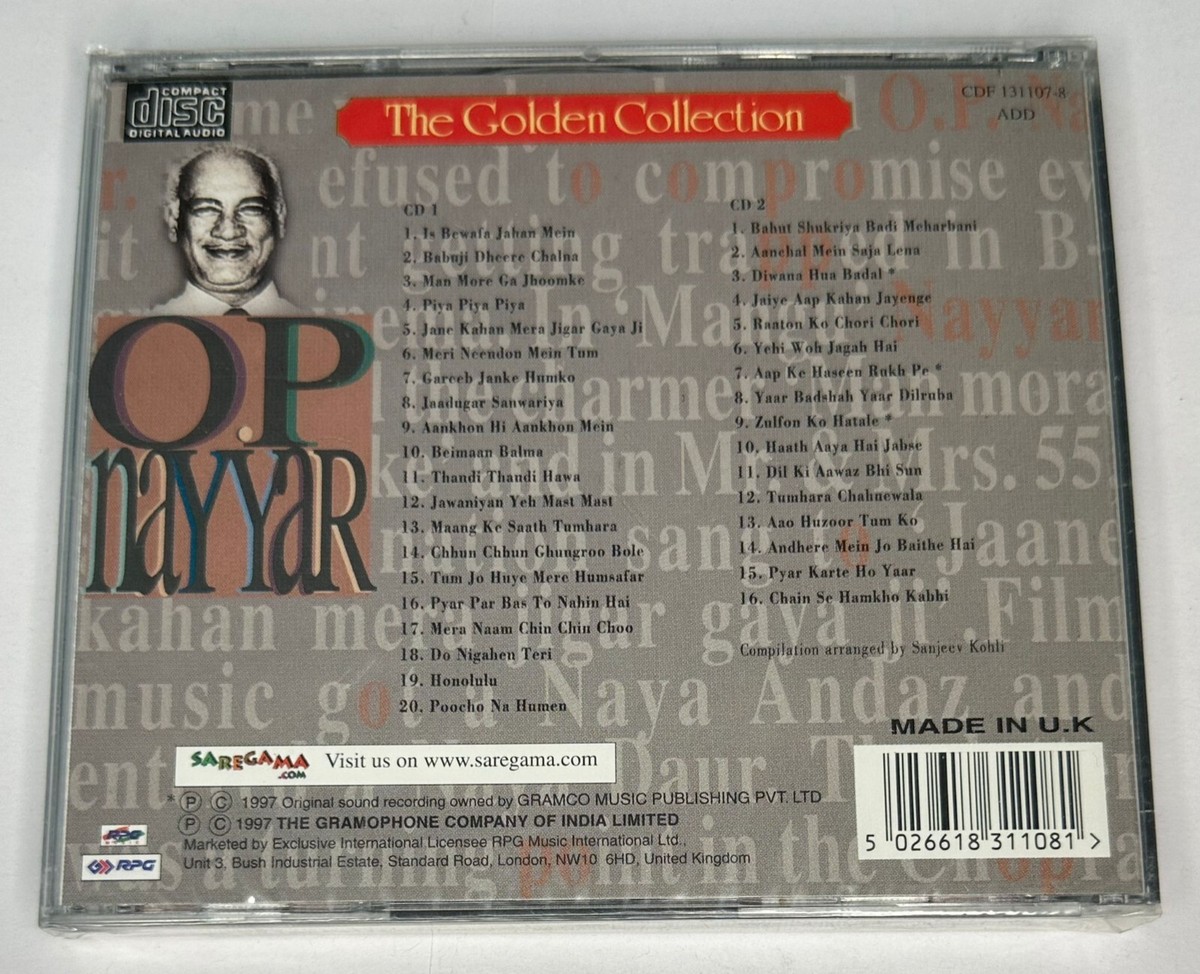 COMPACT
disc
DIGITAL AUDIO
The Golden Collection
CDF 131107-8
ADD
O.P
nayyar
CD 1
1. Is Bewafa Jahan Mein
2. Babuji Dheere Chalna
3. Man More Ga Jhoomke
4. Piya Piya Piya
5. Jane Kahan Mera Jigar Gaya Ji
6. Meri Neendon Mein Tum
7. Gareeb Janke Humko
8. Jaadugar Sanwariya
9. Aankhon Hi Aankhon Mein
10. Beimaan Balma
11. Thandi Thandi Hawa
12. Jawaniyan Yeh Mast Mast
13. Maang Ke Saath Tumhara
14. Chhun Chhun Ghungroo Bole
15. Tum Jo Huye Mere Humsafar
16. Pyar Par Bas To Nahin Hai
17. Mera Naam Chin Chin Choo
18. Do Nigahen Teri
19. Honolulu
20. Poocho Na Humen
CD 2
1. Bahut Shukriya Badi Meharbani
2. Aanchal Mein Saja Lena
3. Diwana Hua Badal *
4. Jaiye Aap Kahan Jayenge
5. Raaton Ko Chori Chori
6. Yehi Woh Jagah Hai
7. Aap Ke Haseen Rukh Pe *
8. Yaar Badshah Yaar Dilruba
9. Zulfon Ko Hatale *
10. Haath Aaya Hai Jabse
11. Dil Ki Aawaz Bhi Sun
12. Tumhara Chahnewala
13. Aao Huzoor Tum Ko
14. Andhere Mein Jo Baithe Hai
15. Pyar Karte Ho Yaar
16. Chain Se Hamkho Kabhi
Compilation arranged by Sanjeev Kohli
MADE IN U.K
SAREGAMA.COM Visit us on www.saregama.com
* Ⓟ © 1997 Original sound recording owned by GRAMCO MUSIC PUBLISHING PVT. LTD
Ⓟ © 1997 THE GRAMOPHONE COMPANY OF INDIA LIMITED
Marketed by Exclusive International Licensee RPG Music International Ltd.,
Unit 3, Bush Industrial Estate, Standard Road, London, NW10 6HD, United Kingdom
RPG
RPG
5 026618 311081 >